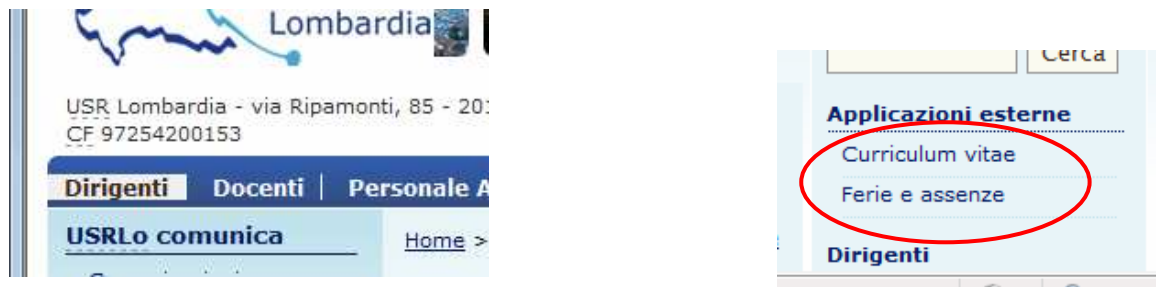 Lombardia
USR Lombardia - via Ripamonti, 85 - 20
CF 97254200153
Dirigenti Docenti Personale A
USRLo comunica
Home >
Cerca
Applicazioni esterne
Curriculum vitae
Ferie e assenze
Dirigenti